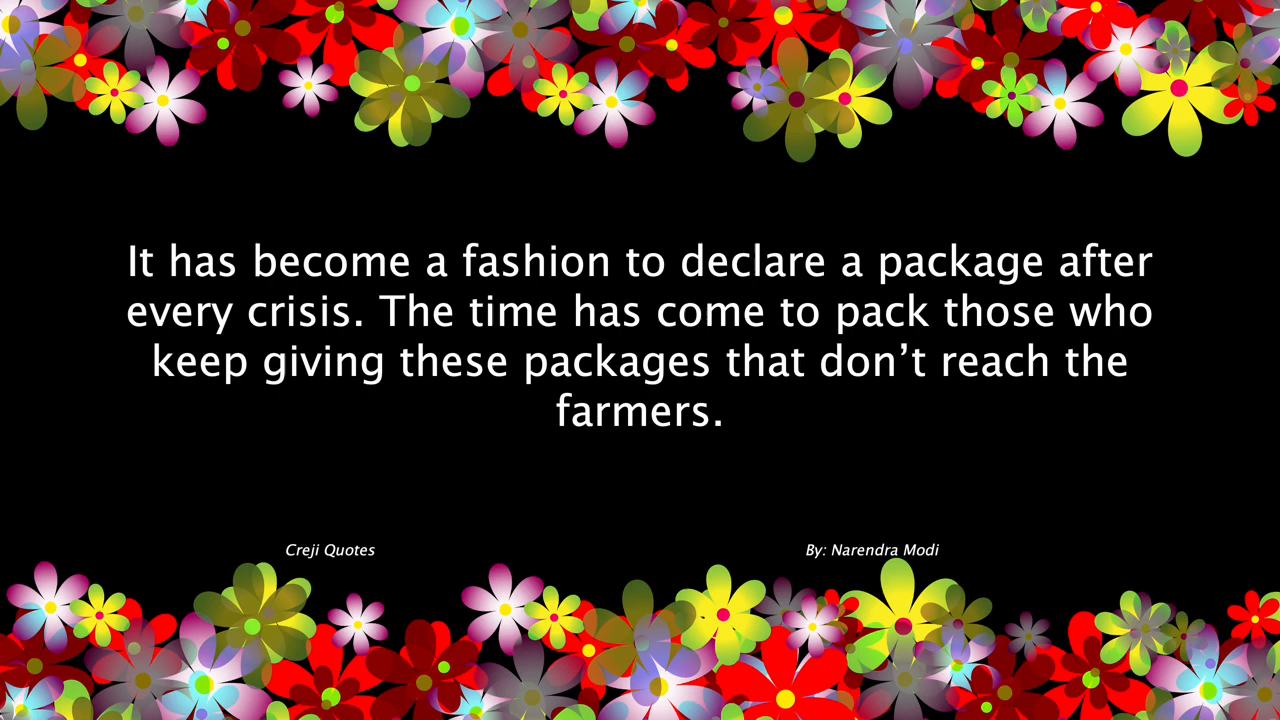 It has become a fashion to declare a package after
every crisis. The time has come to pack those who
keep giving these packages that don’t reach the
farmers.
Creji Quotes
By: Narendra Modi